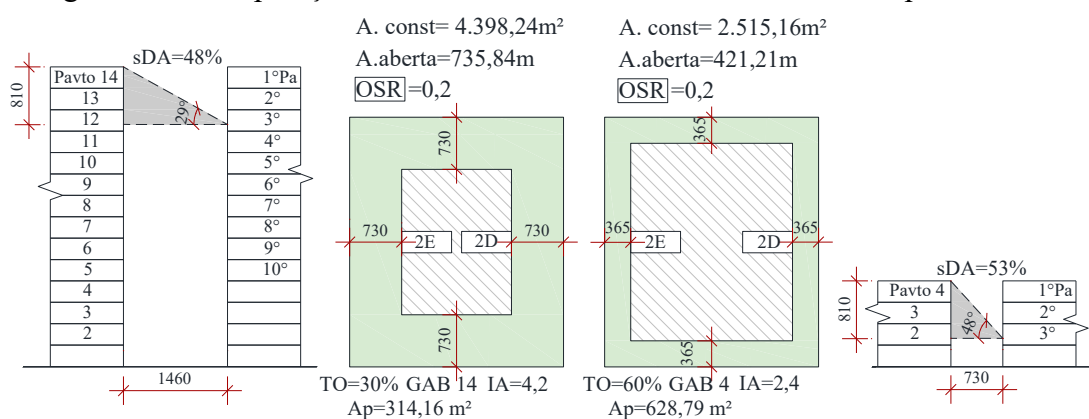 A. const= 4.398,24m²
A.aberta=735,84m
OSR =0,2
A. const= 2.515,16m²
A.aberta=421,21m
OSR =0,2
sDA=48%
810
29°
Pavto 14
13
12
11
10
9
8
7
6
5
4
3
2
1°Pa
2°
3°
4°
5°
6°
7°
8°
9°
10°
1460
730
730
2E
2D
730
730
TO=30% GAB 14 IA=4,2
Ap=314,16 m²
365
365
2E
2D
365
365
TO=60% GAB 4 IA=2,4
Ap=628,79 m²
sDA=53%
810
48°
Pavto 4
3
2
1°Pa
2°
3°
730